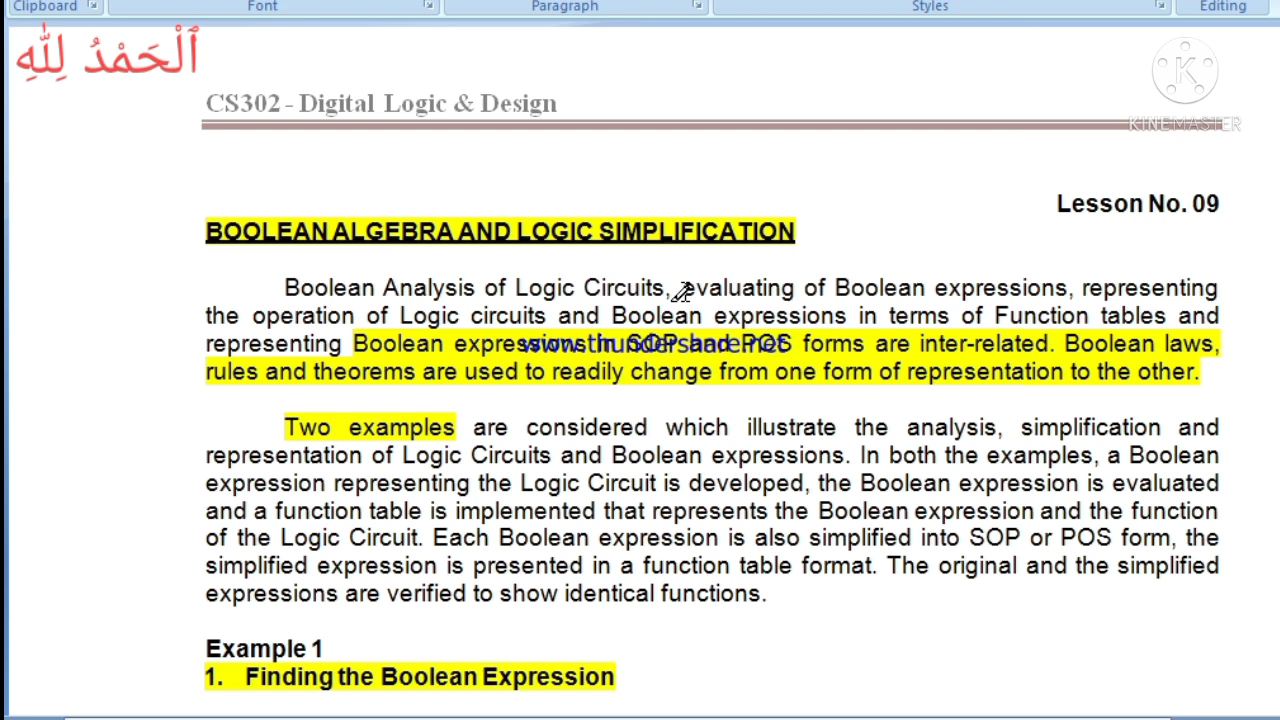 Clipboard
Font
Paragraph
Styles
Editing
ٱلْحَمْدُ لِلّٰهِ
K
KINEMASTER
CS302 - Digital Logic & Design
Lesson No. 09
BOOLEAN ALGEBRA AND LOGIC SIMPLIFICATION
Boolean Analysis of Logic Circuits, evaluating of Boolean expressions, representing
the operation of Logic circuits and Boolean expressions in terms of Function tables and
representing Boolean expressions in SOP and POS forms are inter-related. Boolean laws,
www.thundershare.net
rules and theorems are used to readily change from one form of representation to the other.
Two examples are considered which illustrate the analysis, simplification and
representation of Logic Circuits and Boolean expressions. In both the examples, a Boolean
expression representing the Logic Circuit is developed, the Boolean expression is evaluated
and a function table is implemented that represents the Boolean expression and the function
of the Logic Circuit. Each Boolean expression is also simplified into SOP or POS form, the
simplified expression is presented in a function table format. The original and the simplified
expressions are verified to show identical functions.
Example 1
1. Finding the Boolean Expression